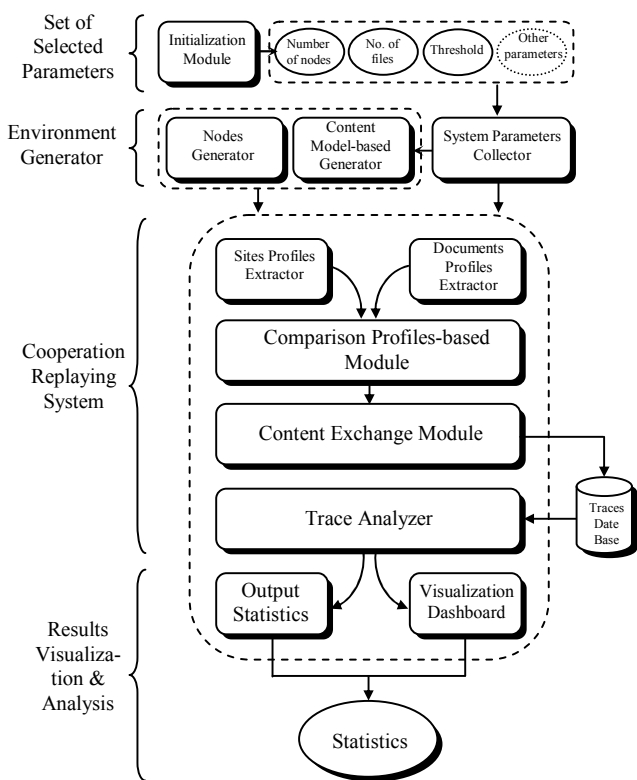 Set of
Selected
Parameters
Initialization
Module
Number
of nodes
No. of
files
Threshold
Other
parameters
Environment
Generator
Nodes
Generator
Content
Model-based
Generator
System Parameters
Collector
Cooperation
Replaying
System
Sites Profiles
Extractor
Documents
Profiles
Extractor
Comparison Profiles-based
Module
Content Exchange Module
Trace Analyzer
Traces
Date
Base
Results
Visualiza-
tion &
Analysis
Output
Statistics
Visualization
Dashboard
Statistics